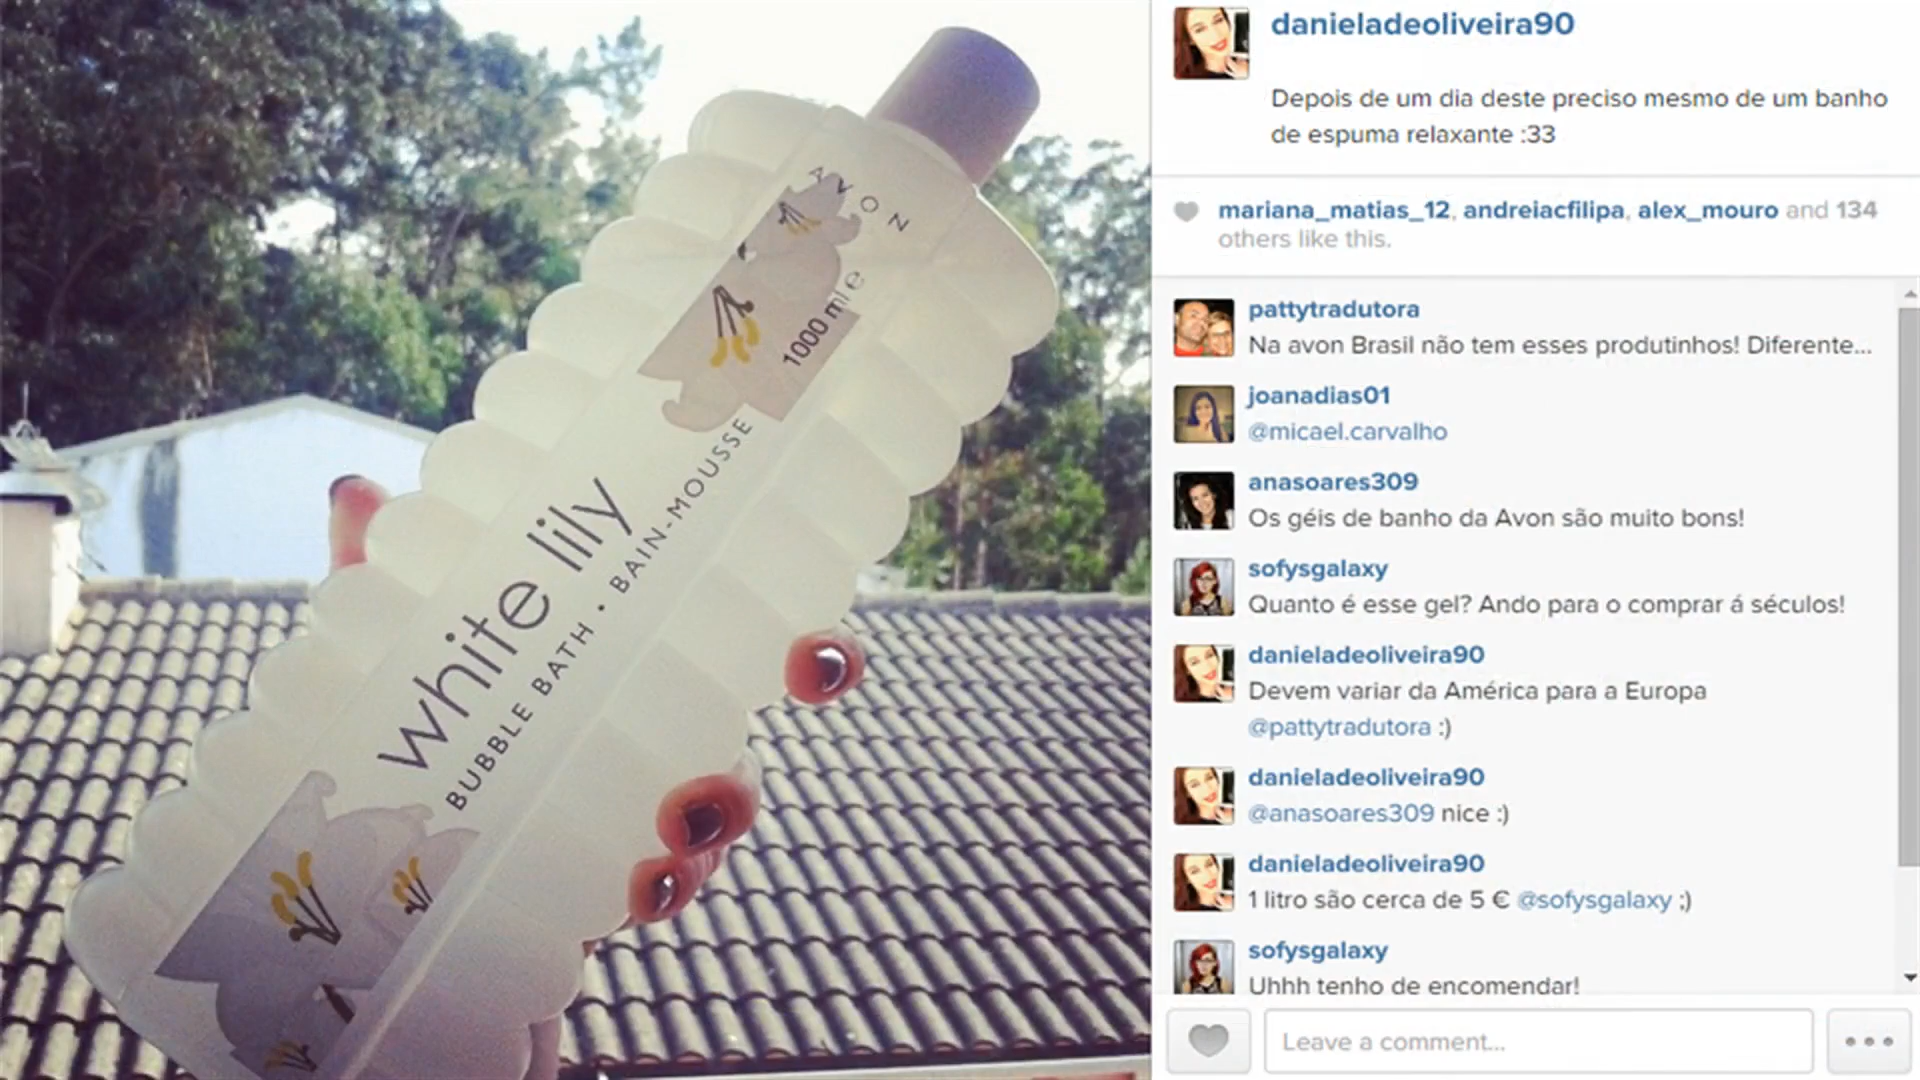 AVON
1000 ml e
white lily
BUBBLE BATH • BAIN-MOUSSE
danieladeoliveira90
Depois de um dia deste preciso mesmo de um banho
de espuma relaxante :33
mariana_matias_12, andreiacfilipa, alex_mouro and 134
others like this.
pattytradutora
Na avon Brasil não tem esses produtinhos! Diferente...
joanadias01
@micael.carvalho
anasoares309
Os géis de banho da Avon são muito bons!
sofysgalaxy
Quanto é esse gel? Ando para o comprar á séculos!
danieladeoliveira90
Devem variar da América para a Europa
@pattytradutora :)
danieladeoliveira90
@anasoares309 nice :)
danieladeoliveira90
1 litro são cerca de 5 € @sofysgalaxy ;)
sofysgalaxy
Uhhh tenho de encomendar!
Leave a comment...